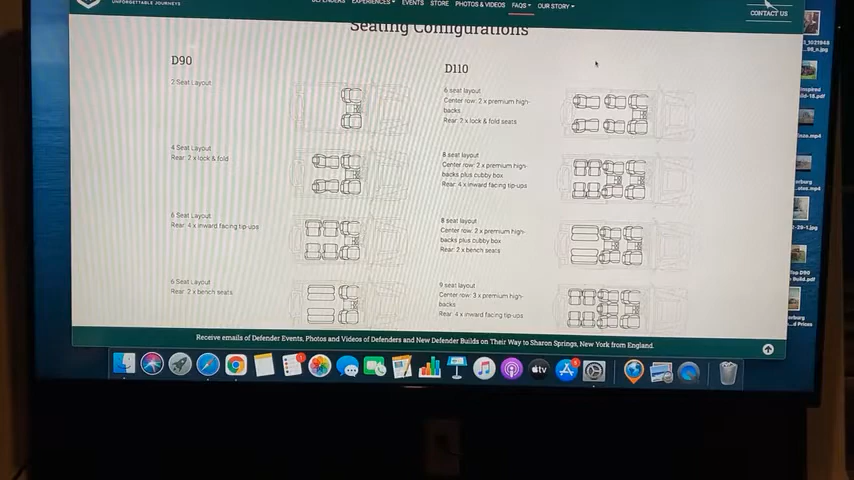 UNFORGETTABLE JOURNEYS
DEFENDERS EXPERIENCES EVENTS STORE PHOTOS & VIDEOS FAQS OUR STORY
CONTACT US
Seating Configurations
D90
2 Seat Layout
4 Seat Layout
Rear: 2 x lock & fold
6 Seat Layout
Rear: 4 x inward facing tip-ups
6 Seat Layout
Rear: 2 x bench seats
D110
6 seat layout
Center row: 2 x premium high-
backs
Rear: 2 x lock & fold seats
8 seat layout
Center row: 2 x premium high-
backs plus cubby box
Rear: 4 x inward facing tip-ups
8 seat layout
Center row: 2 x premium high-
backs plus cubby box
Rear: 2 x bench seats
9 seat layout
Center row: 3 x premium high-
backs
Rear: 4 x inward facing tip-ups
Receive emails of Defender Events, Photos and Videos of Defenders and New Defender Builds on Their Way to Sharon Springs, New York from England.
tv